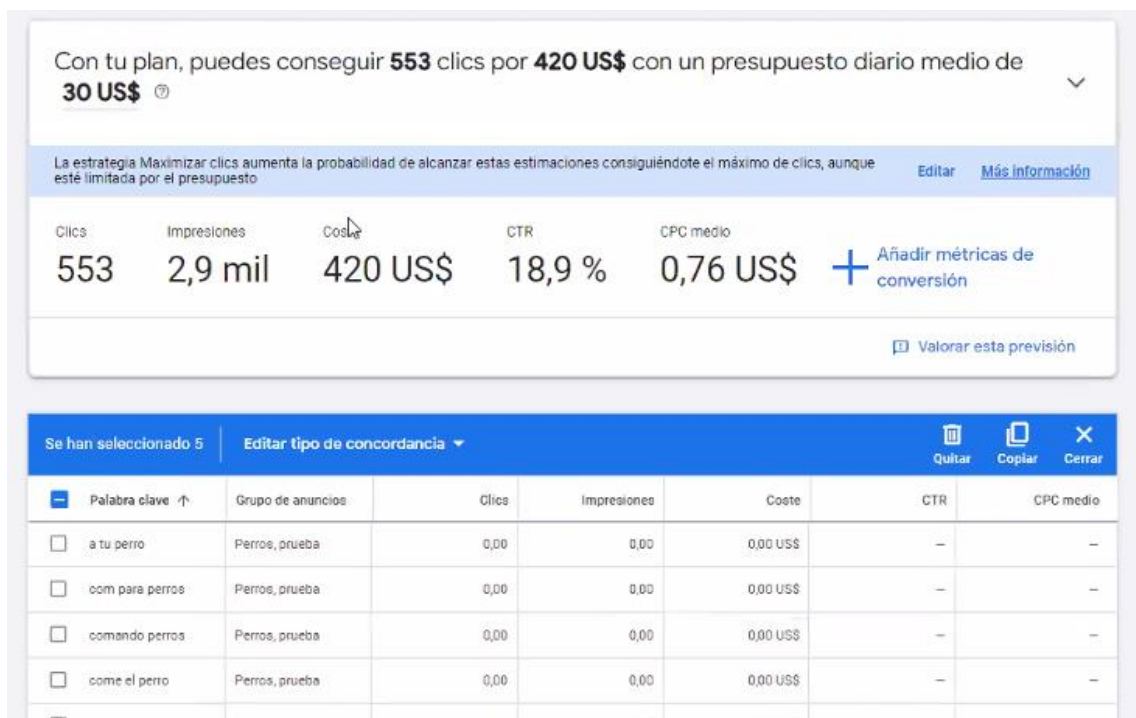 Con tu plan, puedes conseguir 553 clics por 420 US$ con un presupuesto diario medio de
30 US$
La estrategia Maximizar clics aumenta la probabilidad de alcanzar estas estimaciones consiguiéndote el máximo de clics, aunque
esté limitada por el presupuesto
Editar Más información
Clics Impresiones CTR CPC medio
553 2,9 mil 420 US$ 18,9 % 0,76 US$
Añadir métricas de
conversión
Valorar esta previsión
Se han seleccionado 5 Editar tipo de concordancia Quitar Copiar Cerrar
Palabra clave Grupo de anuncios Clics Impresiones Coste CTR CPC medio
a tu perro Perros, prueba 0,00 0,00 0,00 US$ – –
com para perros Perros, prueba 0,00 0,00 0,00 US$ – –
comando perros Perros, prueba 0,00 0,00 0,00 US$ – –
come el perro Perros, prueba 0,00 0,00 0,00 US$ – –